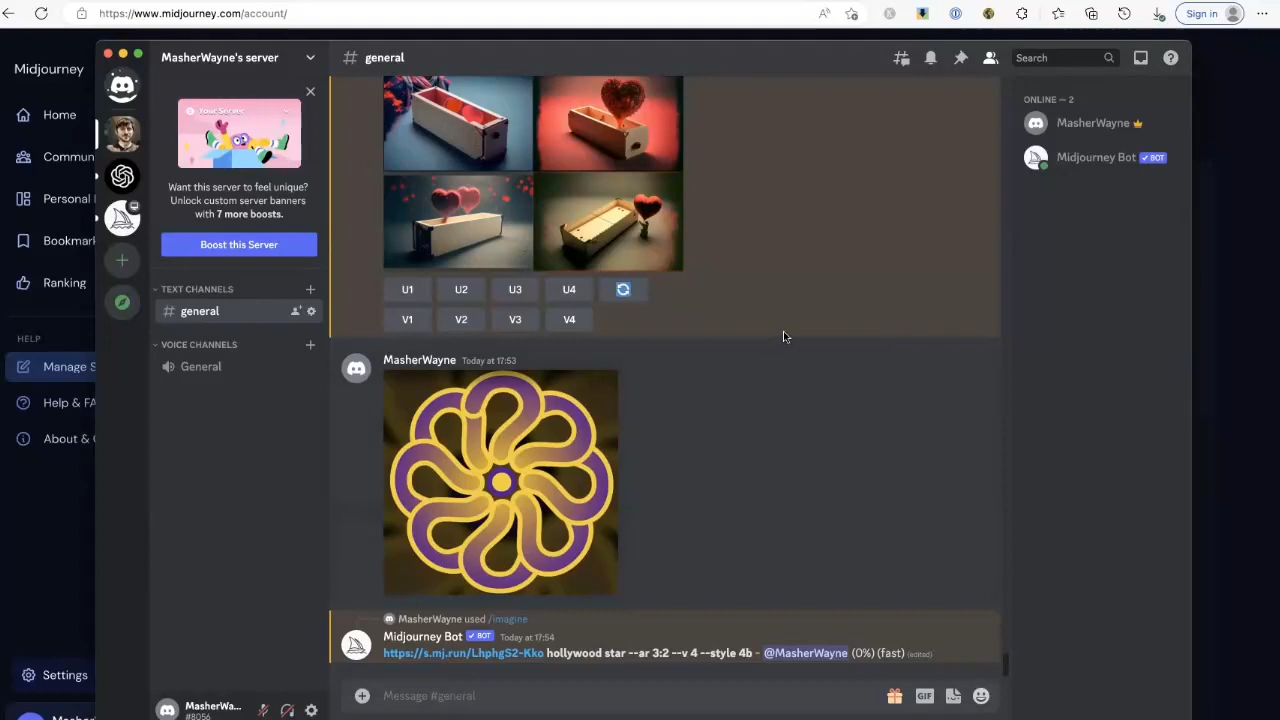 https://www.midjourney.com/account/
Sign in
Midjourney
Home
Commun
Personal
Bookmark
Ranking
HELP
Manage S
Help & FA
About &
Settings
MasherWayne's server
Your Server
Want this server to feel unique?
Unlock custom server banners
with 7 more boosts.
Boost this Server
TEXT CHANNELS
# general
VOICE CHANNELS
General
MasherWa...
#8056
# general
Search
U1 U2 U3 U4
V1 V2 V3 V4
MasherWayne Today at 17:53
MasherWayne used /imagine
Midjourney Bot ✓ BOT Today at 17:54
https://s.mj.run/LhphgS2-Kko hollywood star --ar 3:2 --v 4 --style 4b - @MasherWayne (0%) (fast) (edited)
Message #general
GIF
ONLINE — 2
MasherWayne
Midjourney Bot ✓ BOT